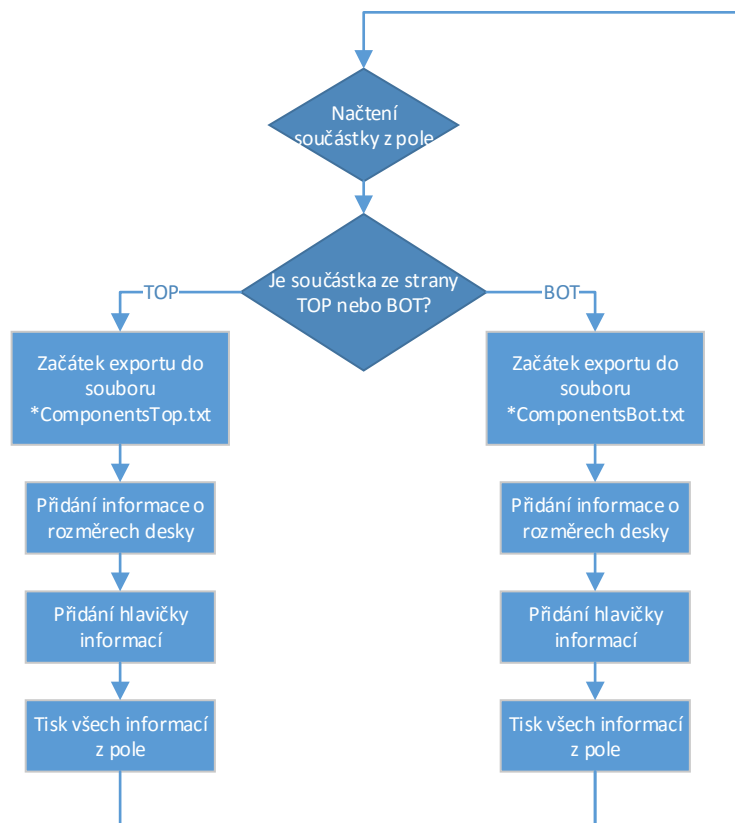 Načtení
součástky z pole
Je součástka ze strany
TOP nebo BOT?
TOP
BOT
Začátek exportu do
souboru
*ComponentsTop.txt
Přidání informace o
rozměrech desky
Přidání hlavičky
informací
Tisk všech informací
z pole
Začátek exportu do
souboru
*ComponentsBot.txt
Přidání informace o
rozměrech desky
Přidání hlavičky
informací
Tisk všech informací
z pole